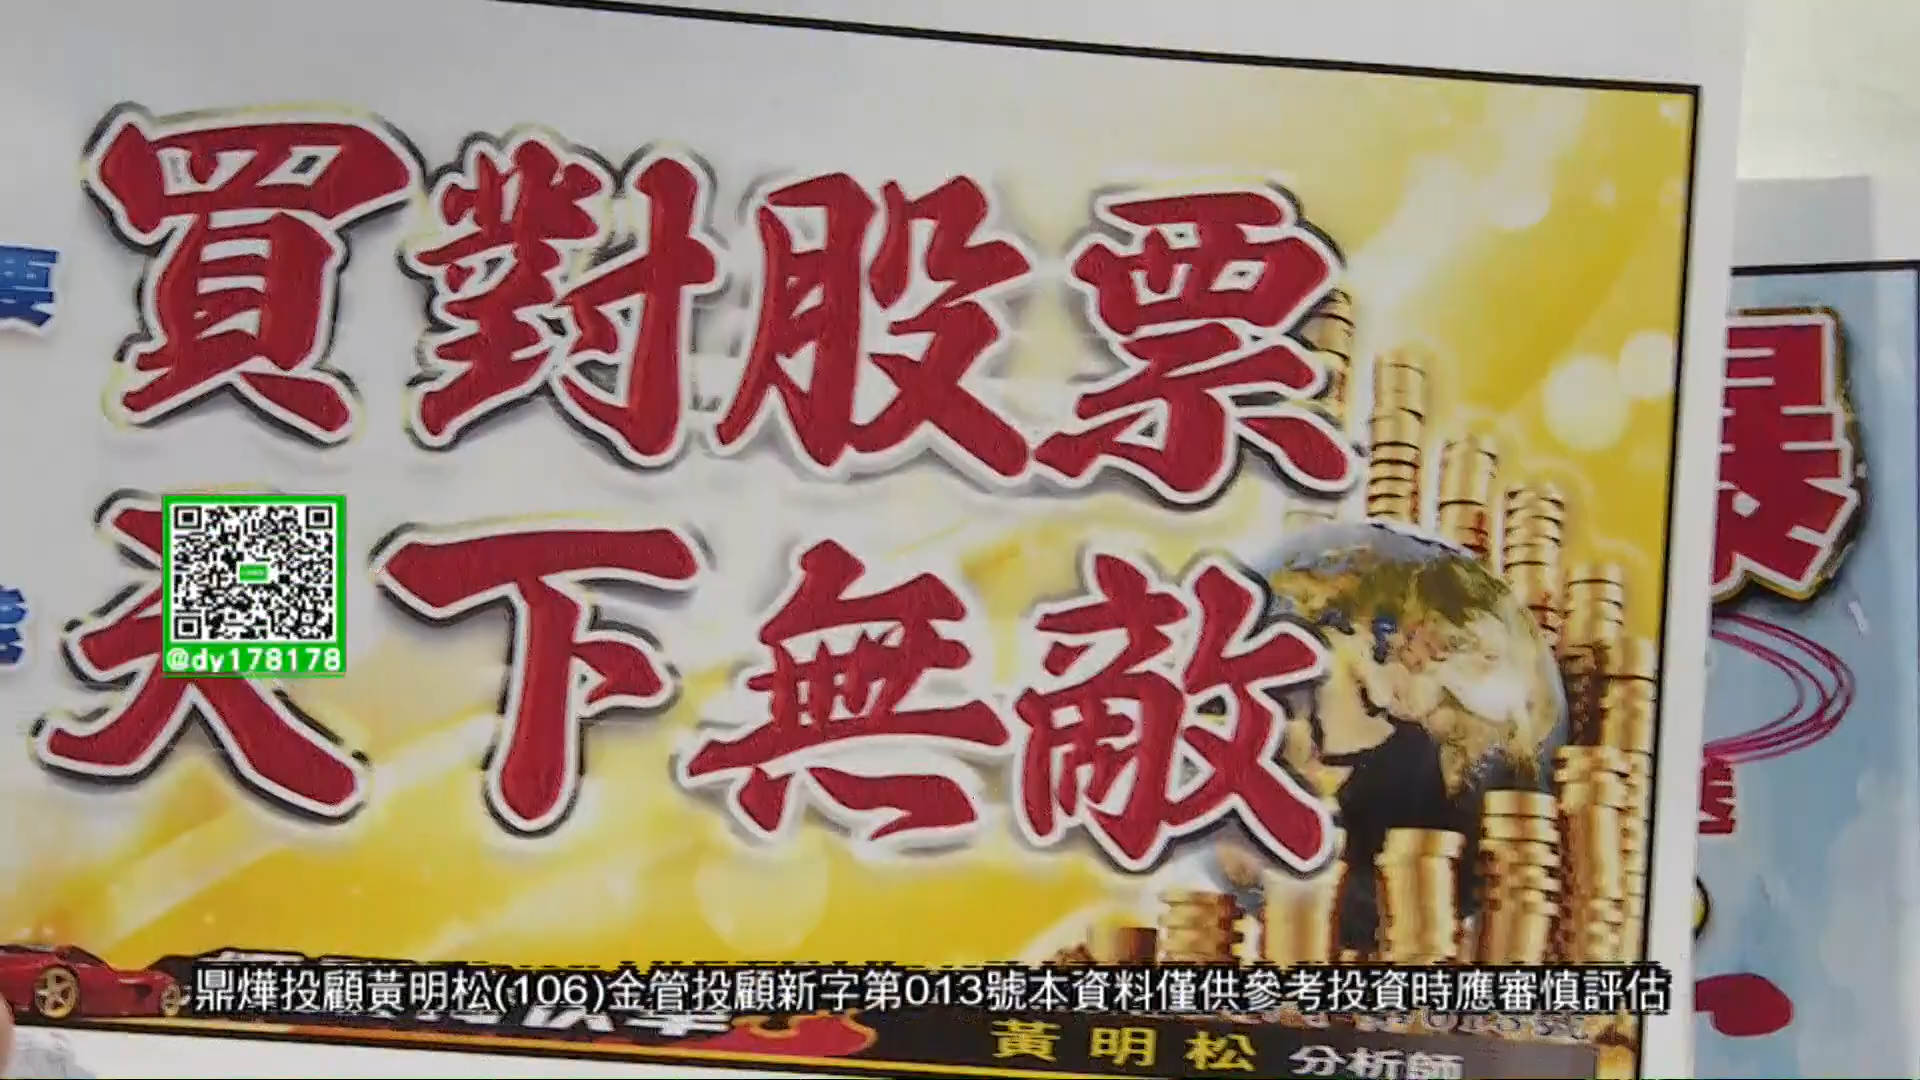 買對股票
天下無敵
@dy178178
爆
鼎燁投顧黃明松(106)金管投顧新字第013號本資料僅供參考投資時應審慎評估
黃明松 分析師